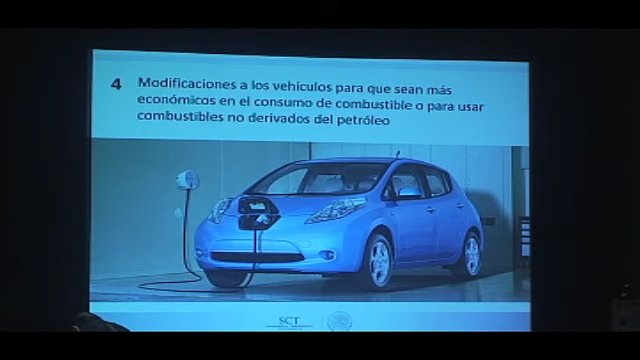 4 Modificaciones a los vehículos para que sean más
económicos en el consumo de combustible o para usar
combustibles no derivados del petróleo
SCT